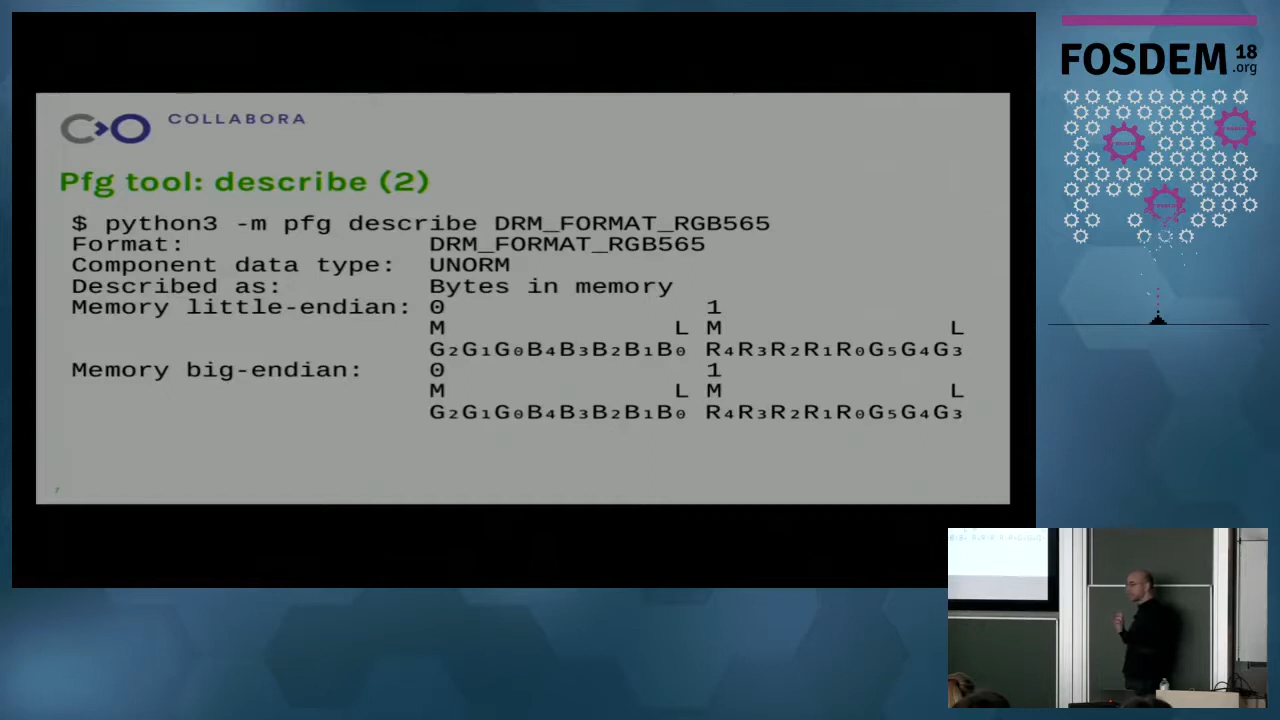 COLLABORA
Pfg tool: describe (2)
$ python3 -m pfg describe DRM_FORMAT_RGB565
Format: DRM_FORMAT_RGB565
Component data type: UNORM
Described as: Bytes in memory
Memory little-endian: 0 1
M L M L
G₂G₁G₀B₄B₃B₂B₁B₀ R₄R₃R₂R₁R₀G₅G₄G₃
Memory big-endian: 0 1
M L M L
G₂G₁G₀B₄B₃B₂B₁B₀ R₄R₃R₂R₁R₀G₅G₄G₃
7
FOSDEM 18
.org